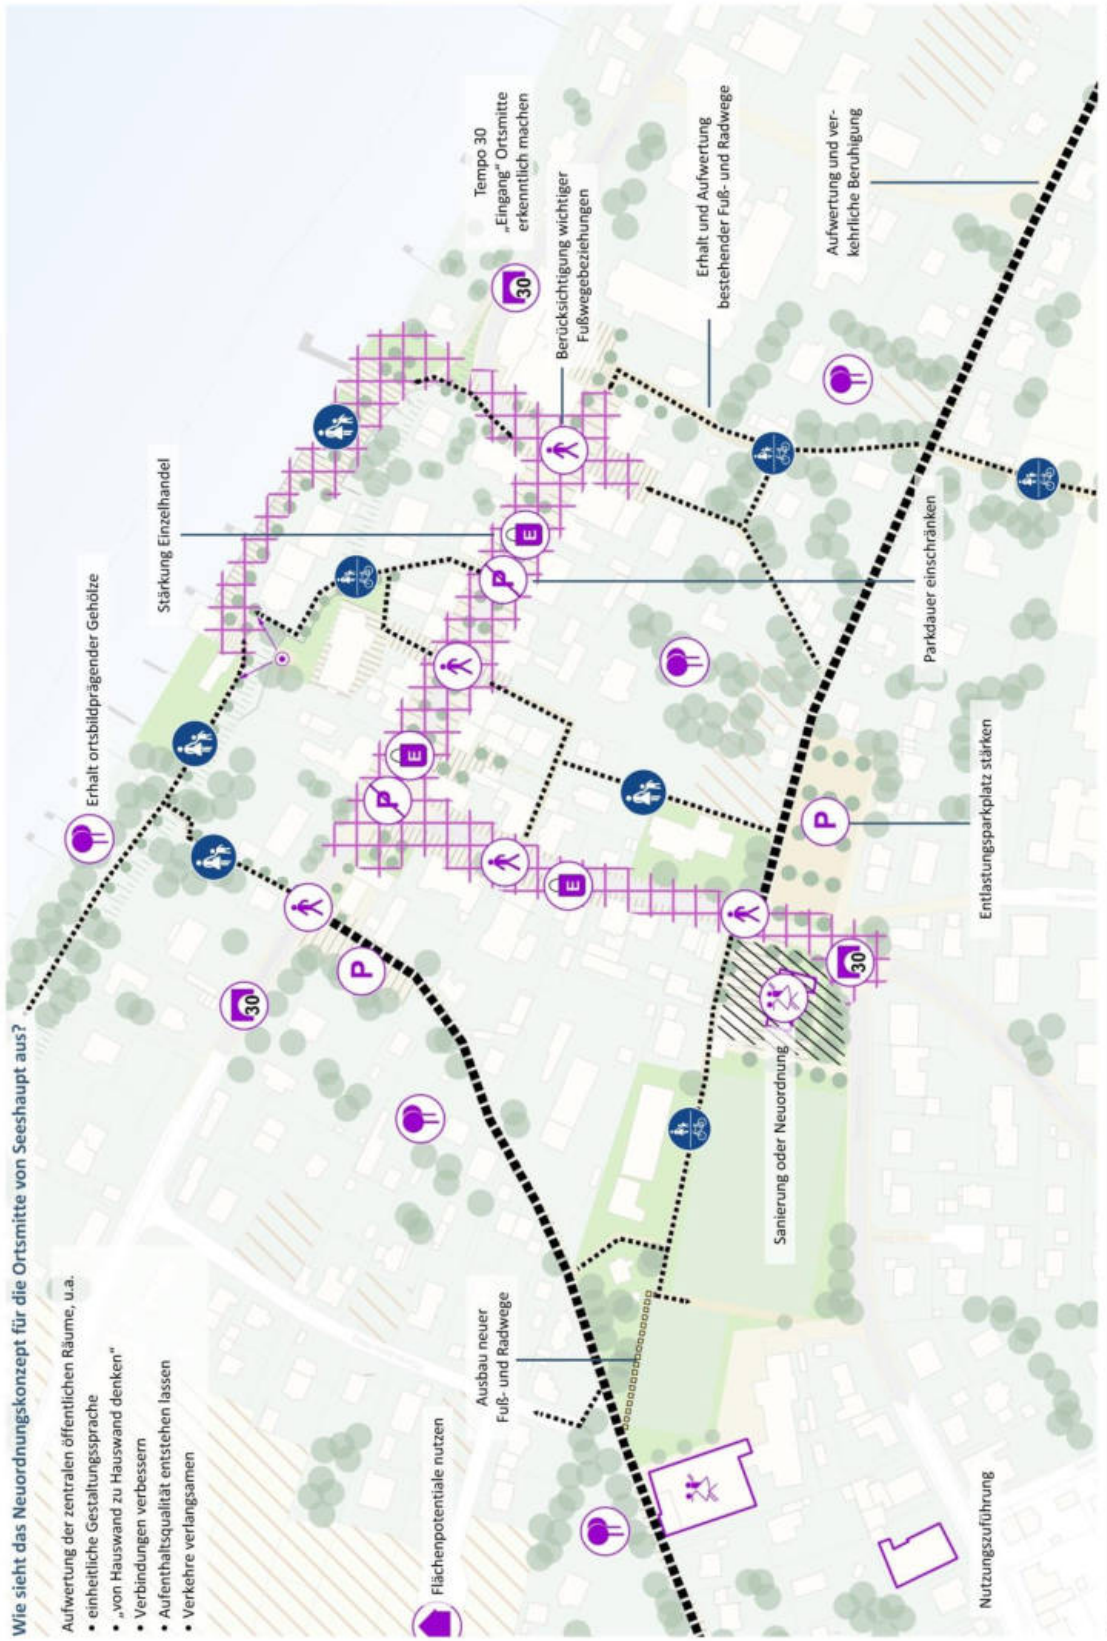 Wie sieht das Neuordnungskonzept für die Ortsmitte von Seeshaupt aus?
Aufwertung der zentralen öffentlichen Räume, u.a.
• einheitliche Gestaltungssprache
• „von Hauswand zu Hauswand denken“
• Verbindungen verbessern
• Aufenthaltsqualität entstehen lassen
• Verkehre verlangsamen
Erhalt ortsbildprägender Gehölze
Stärkung Einzelhandel
Tempo 30
„Eingang“ Ortsmitte
erkenntlich machen
Berücksichtigung wichtiger
Fußwegebeziehungen
Erhalt und Aufwertung
bestehender Fuß- und Radwege
Aufwertung und ver-
kehrliche Beruhigung
30
30
P
P
E
E
P
E
P
30
Flächenpotentiale nutzen
Ausbau neuer
Fuß- und Radwege
Sanierung oder Neuordnung
Parkdauer einschränken
Entlastungsparkplatz stärken
Nutzungszuführung